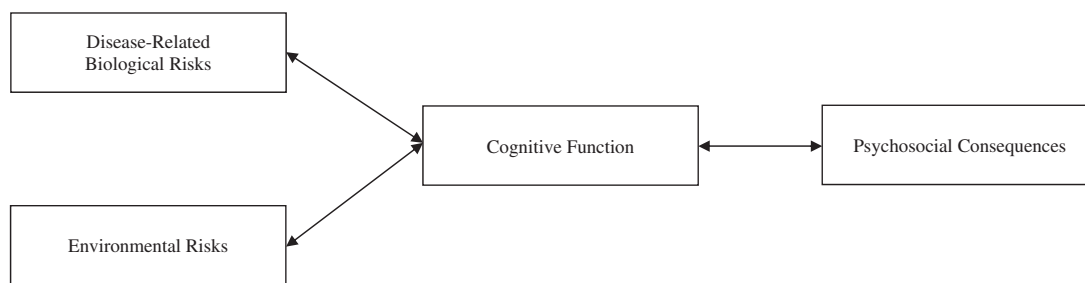 Disease-Related
Biological Risks
Cognitive Function
Psychosocial Consequences
Environmental Risks